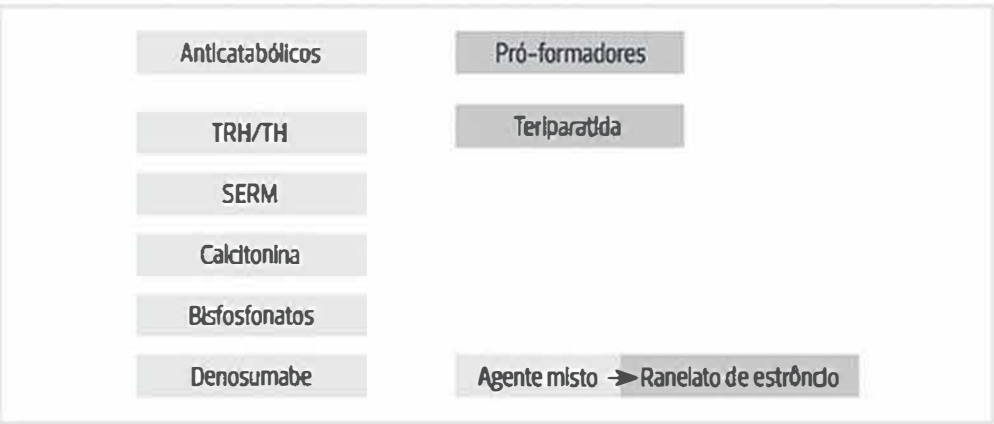 Anticatabólicos
Pró-formadores
TRH/TH
Teriparatida
SERM
Calcitonina
Bisfosfonatos
Denosumabe
Agente misto → Ranelato de estrôncio